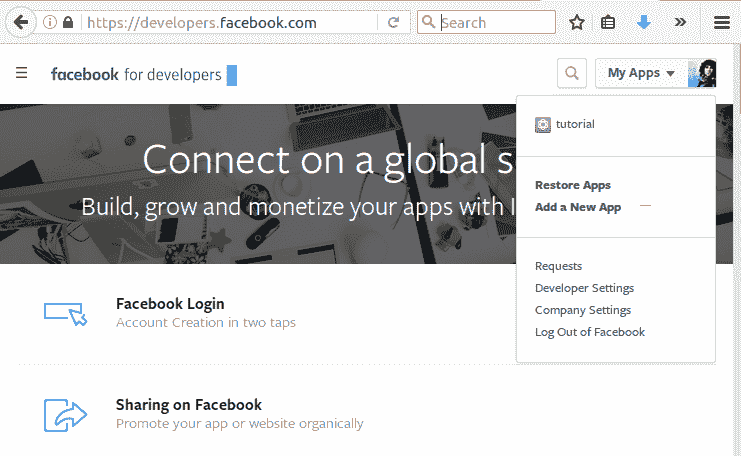 https://developers.facebook.com
Search
facebook for developers
My Apps
tutorial
Connect on a global s
Restore Apps
Build, grow and monetize your apps with
Add a New App
Requests
Developer Settings
Company Settings
Log Out of Facebook
Facebook Login
Account Creation in two taps
Sharing on Facebook
Promote your app or website organically